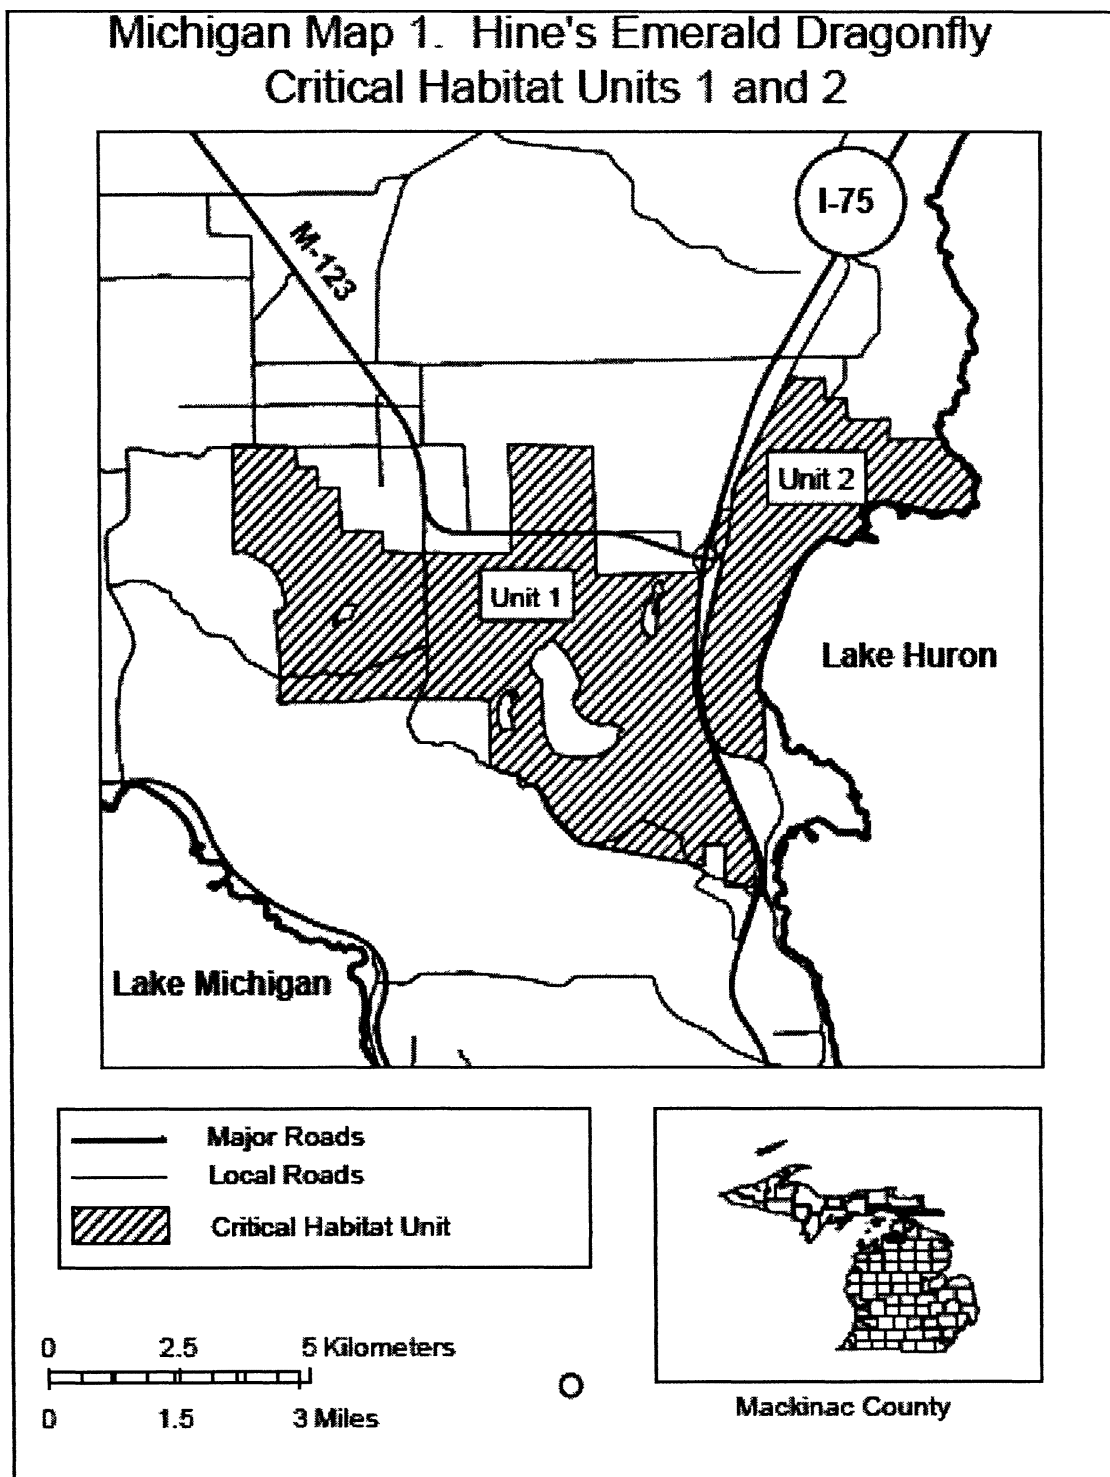 Michigan Map 1. Hine's Emerald Dragonfly
Critical Habitat Units 1 and 2
I-75
M-123
Unit 2
Unit 1
Lake Huron
Lake Michigan
Major Roads
Local Roads
Critical Habitat Unit
0 2.5 5 Kilometers
0 1.5 3 Miles
Mackinac County